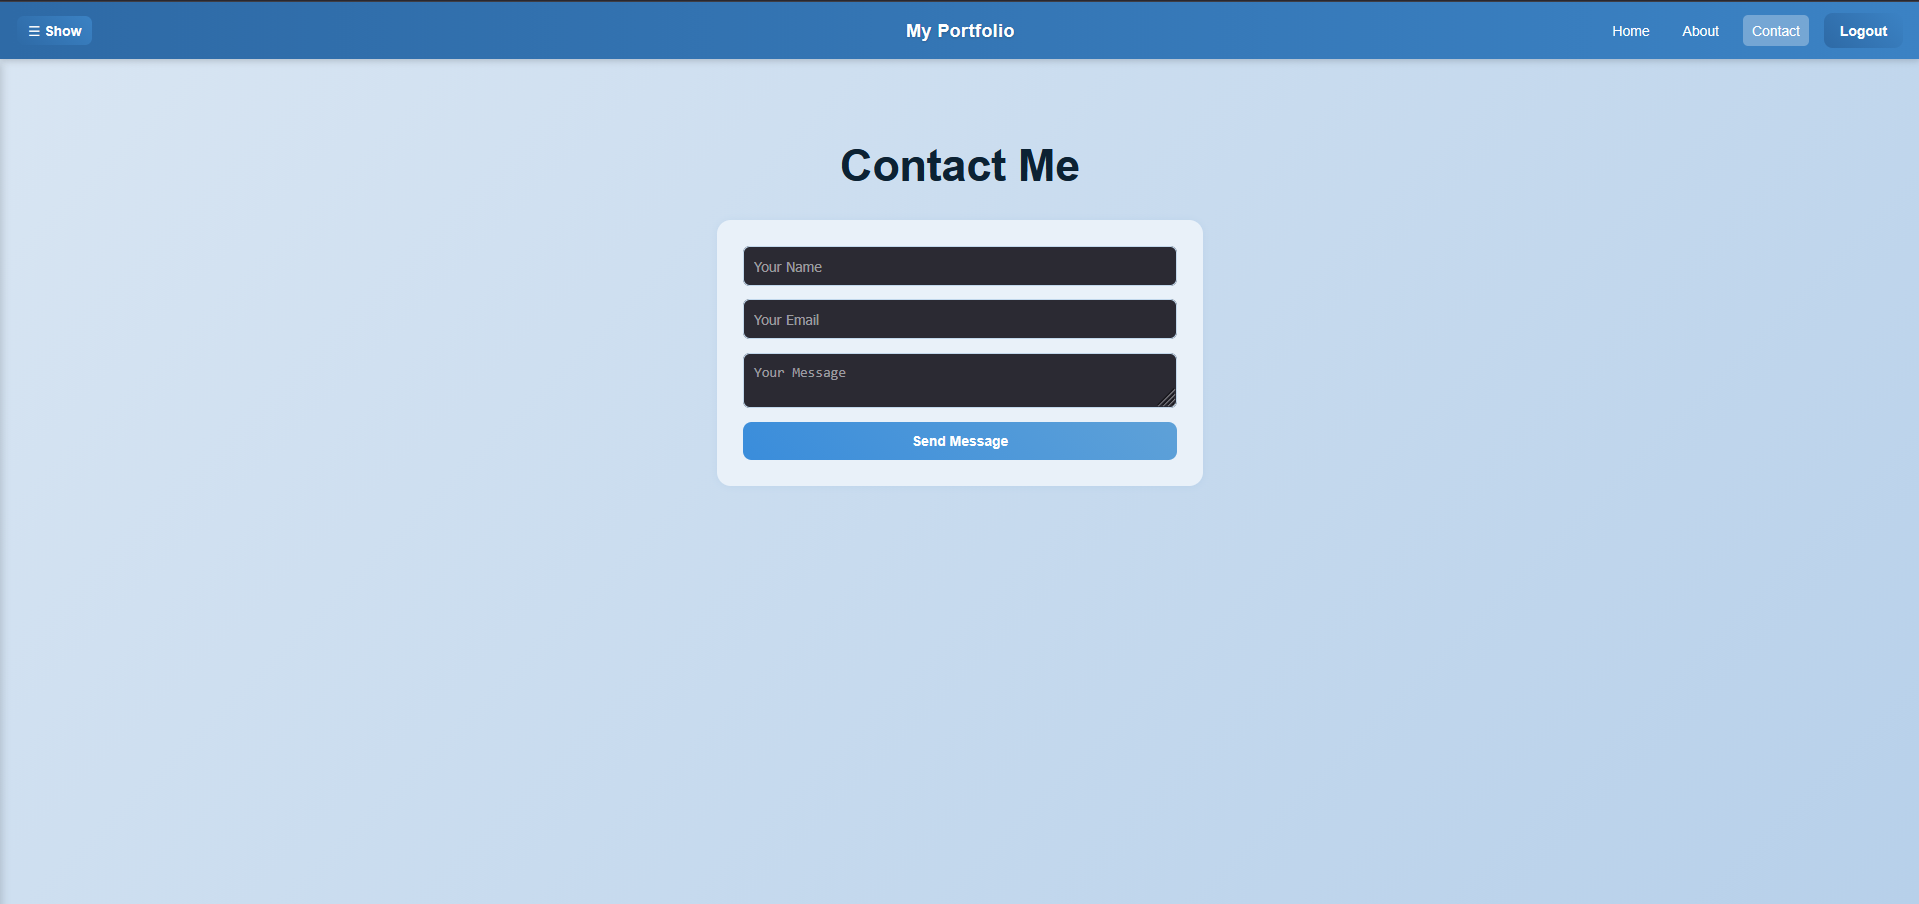 ☰ Show
My Portfolio
Home
About
Contact
Logout
Contact Me
Your Name
Your Email
Your Message
Send Message